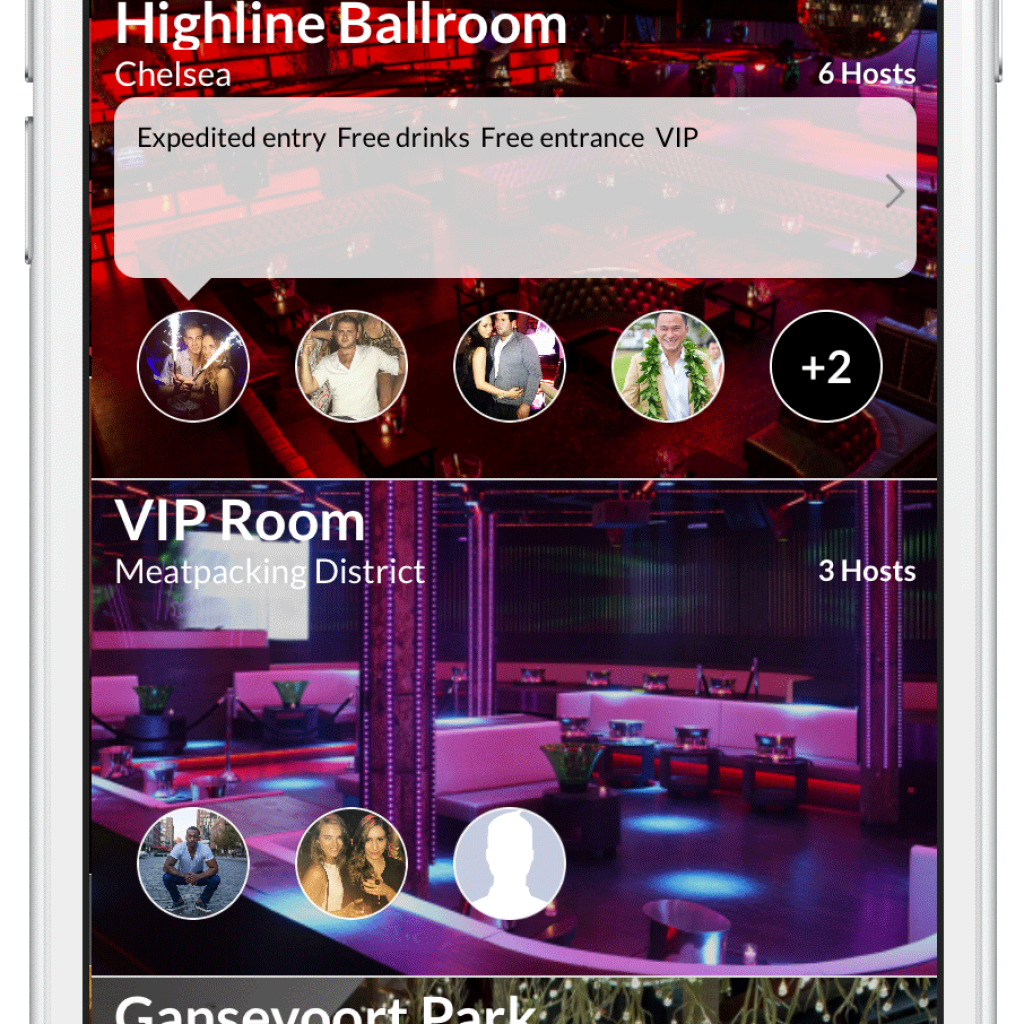 Highline Ballroom
Chelsea
6 Hosts
Expedited entry Free drinks Free entrance VIP
+2
VIP Room
Meatpacking District
3 Hosts
Gansevoort Park